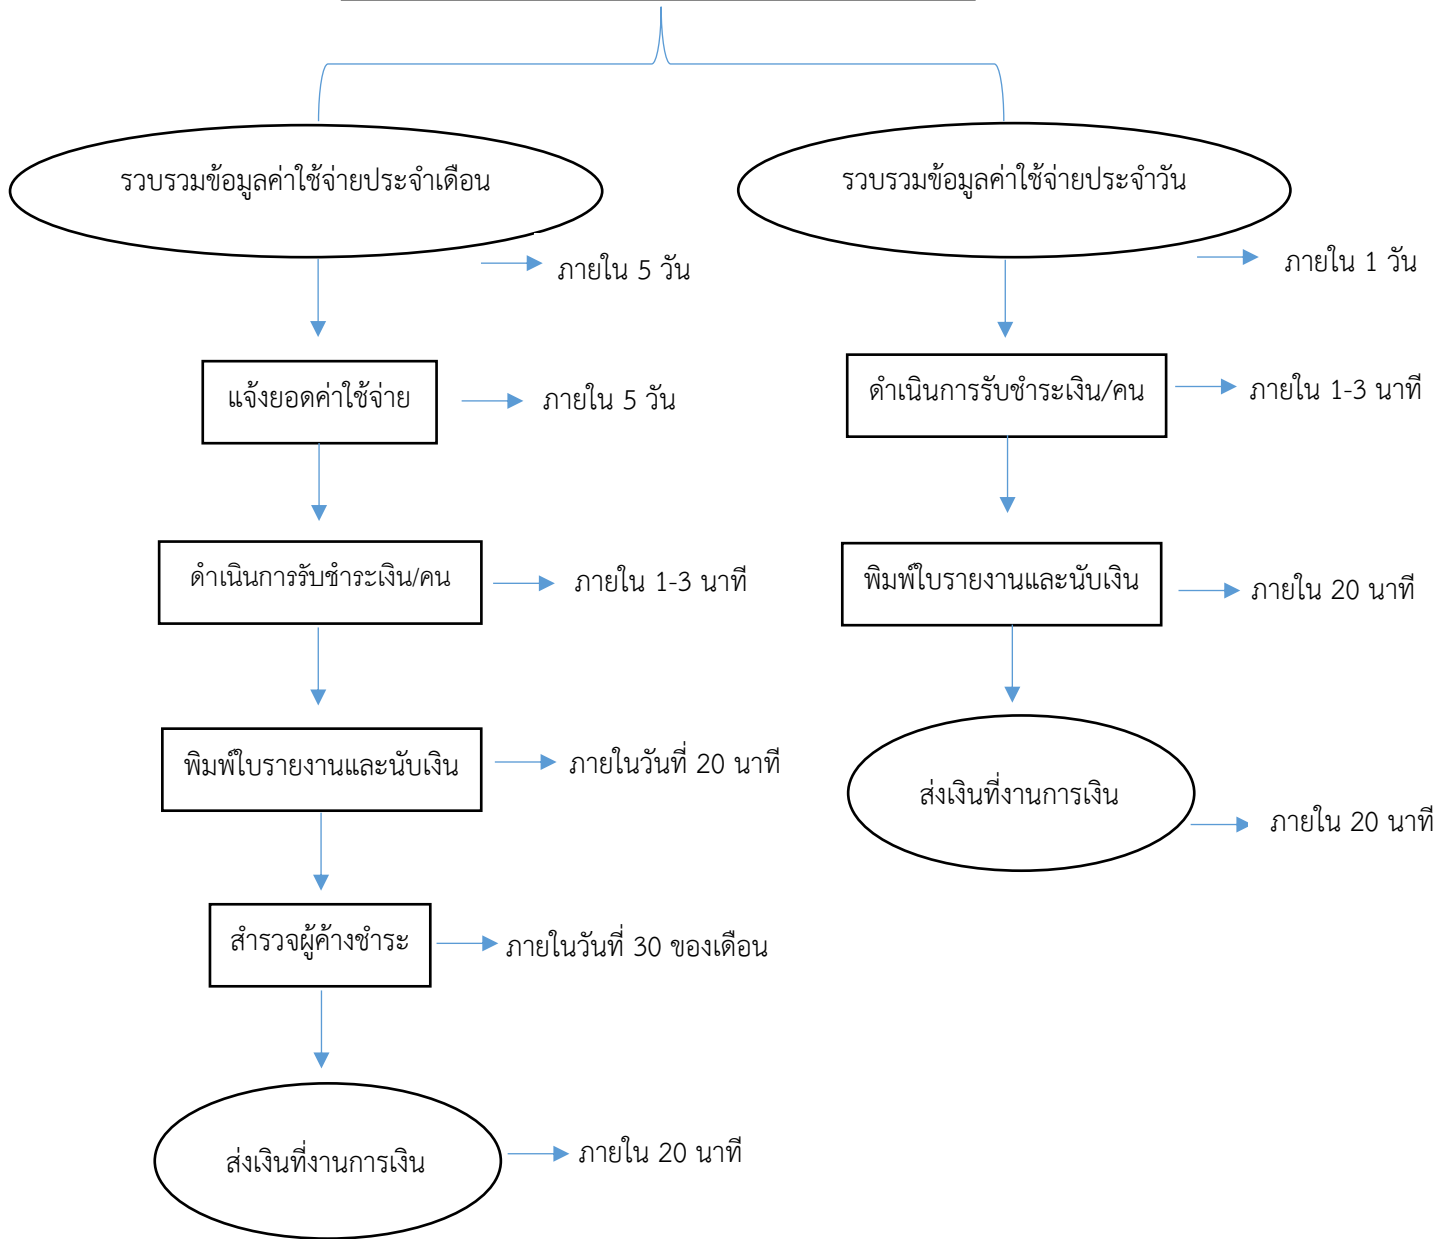 รวบรวมข้อมูลค่าใช้จ่ายประจำเดือน
ภายใน 5 วัน
แจ้งยอดค่าใช้จ่าย
ภายใน 5 วัน
ดำเนินการรับชำระเงิน/คน
ภายใน 1-3 นาที
พิมพ์ใบรายงานและนับเงิน
ภายในวันที่ 20 นาที
สำรวจผู้ค้างชำระ
ภายในวันที่ 30 ของเดือน
ส่งเงินที่งานการเงิน
ภายใน 20 นาที
รวบรวมข้อมูลค่าใช้จ่ายประจำวัน
ภายใน 1 วัน
ดำเนินการรับชำระเงิน/คน
ภายใน 1-3 นาที
พิมพ์ใบรายงานและนับเงิน
ภายใน 20 นาที
ส่งเงินที่งานการเงิน
ภายใน 20 นาที